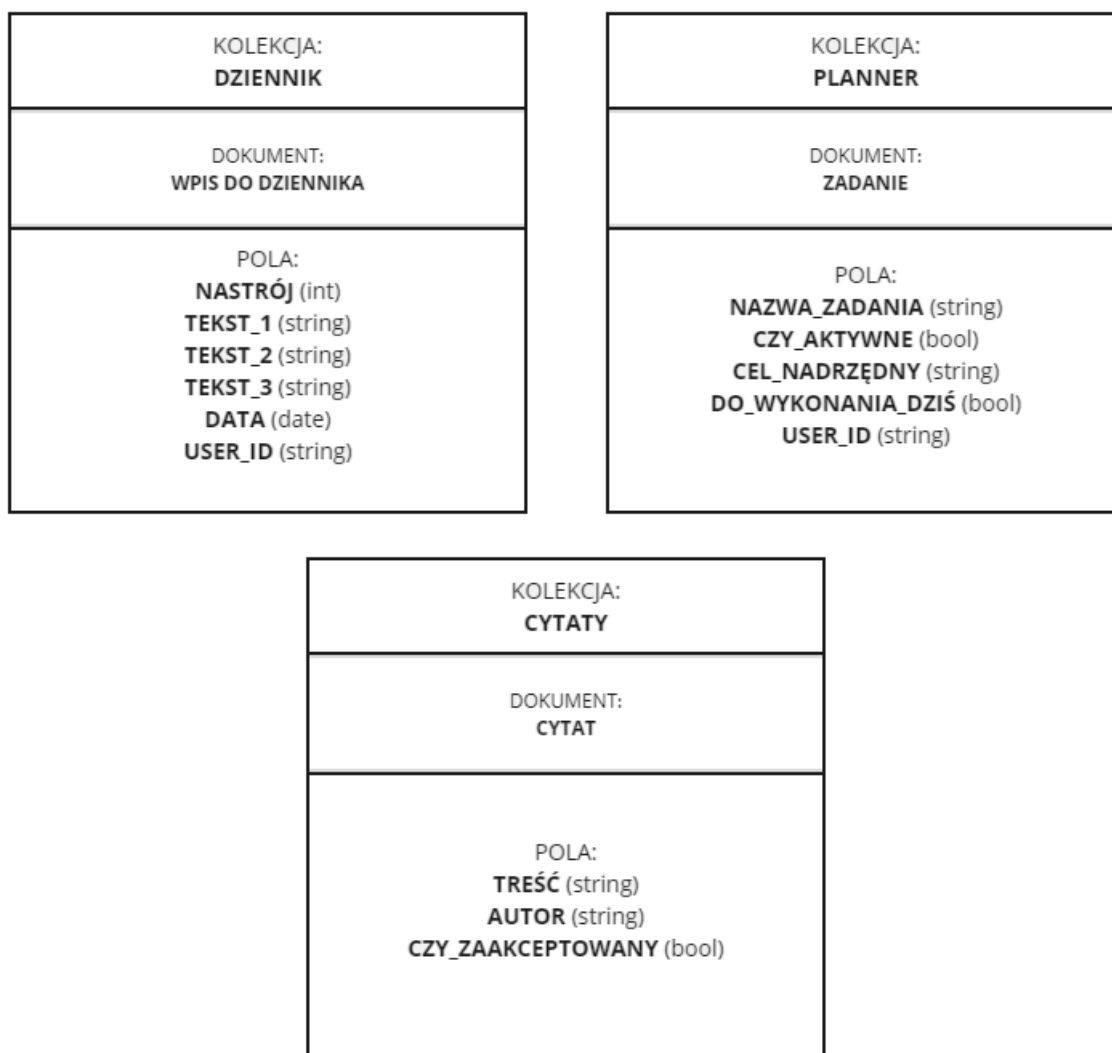 KOLEKCJA:
DZIENNIK
DOKUMENT:
WPIS DO DZIENNIKA
POLA:
NASTRÓJ (int)
TEKST_1 (string)
TEKST_2 (string)
TEKST_3 (string)
DATA (date)
USER_ID (string)
KOLEKCJA:
PLANNER
DOKUMENT:
ZADANIE
POLA:
NAZWA_ZADANIA (string)
CZY_AKTYWNE (bool)
CEL_NADRZĘDNY (string)
DO_WYKONANIA_DZIŚ (bool)
USER_ID (string)
KOLEKCJA:
CYTATY
DOKUMENT:
CYTAT
POLA:
TREŚĆ (string)
AUTOR (string)
CZY_ZAAKCEPTOWANY (bool)